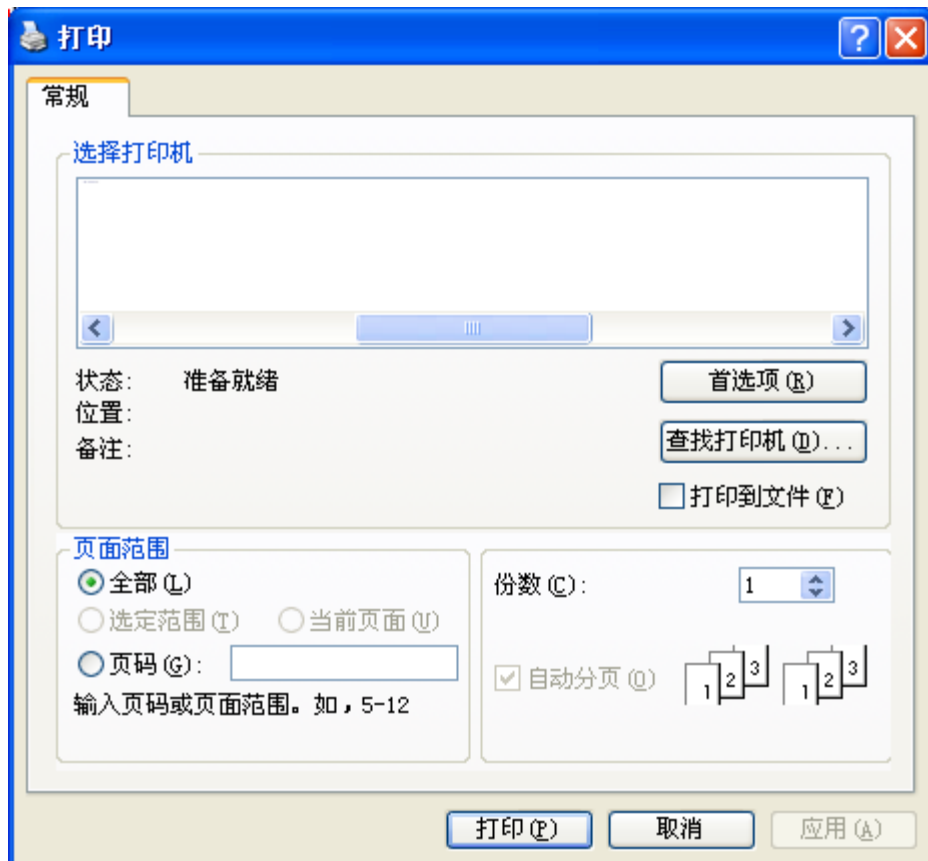 打印
常规
选择打印机
状态: 准备就绪
位置:
备注:
首选项(R)
查找打印机(D)...
打印到文件(F)
页面范围
全部(L)
选定范围(T) 当前页面(U)
页码(G):
输入页码或页面范围。如，5-12
份数(C): 1
自动分页(O)
1 2 3 1 2 3
打印(P) 取消 应用(A)